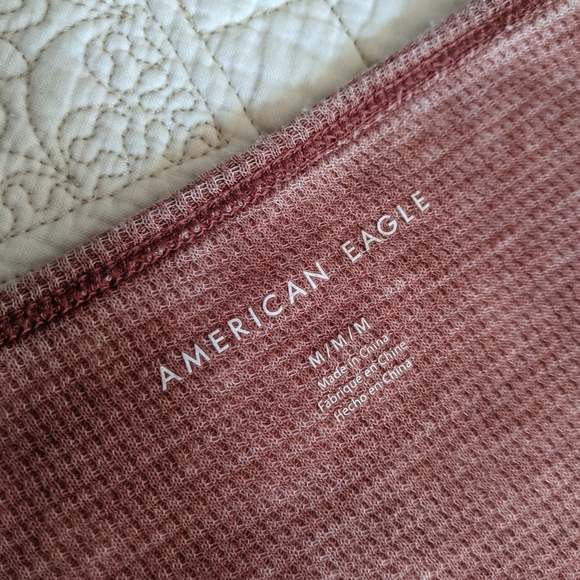 AMERICAN EAGLE
M/M/M
Made in China
Fabriqué en Chine
Hecho en China